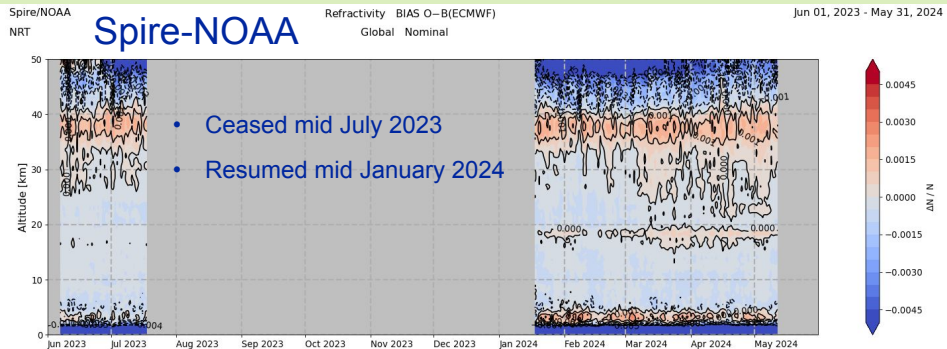 Spire/NOAA
NRT
Spire-NOAA
Refractivity BIAS O−B(ECMWF)
Global Nominal
Jun 01, 2023 - May 31, 2024
Altitude [km]
50
40
30
20
10
0
• Ceased mid July 2023
• Resumed mid January 2024
0.000
0.000
0.000
0.000
Jun 2023 Jul 2023 Aug 2023 Sep 2023 Oct 2023 Nov 2023 Dec 2023 Jan 2024 Feb 2024 Mar 2024 Apr 2024 May 2024
0.0045
0.0030
0.0015
0.0000
−0.0015
−0.0030
−0.0045
ΔN / N